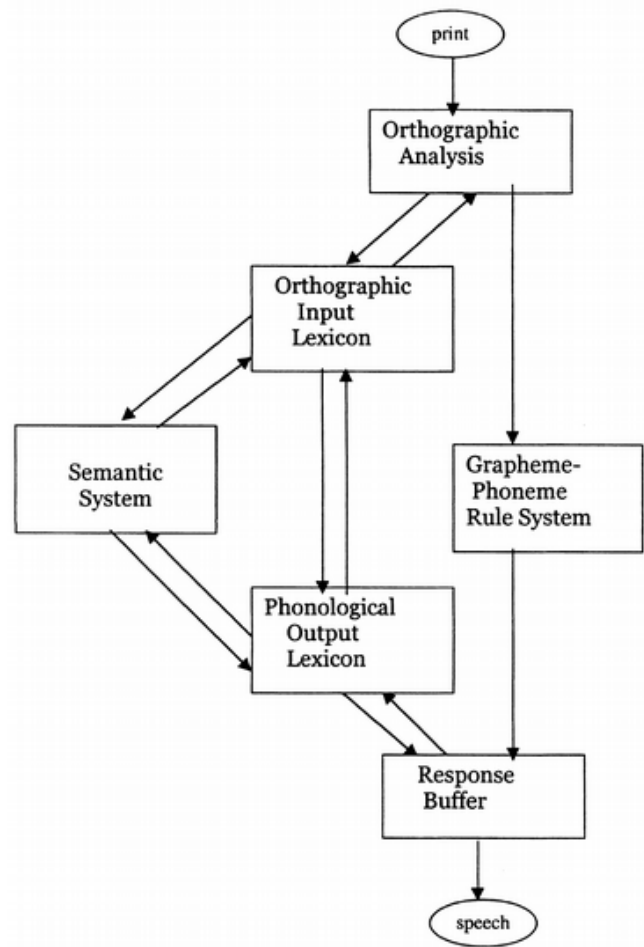 print
Orthographic
Analysis
Orthographic
Input
Lexicon
Semantic
System
Grapheme-
Phoneme
Rule System
Phonological
Output
Lexicon
Response
Buffer
speech